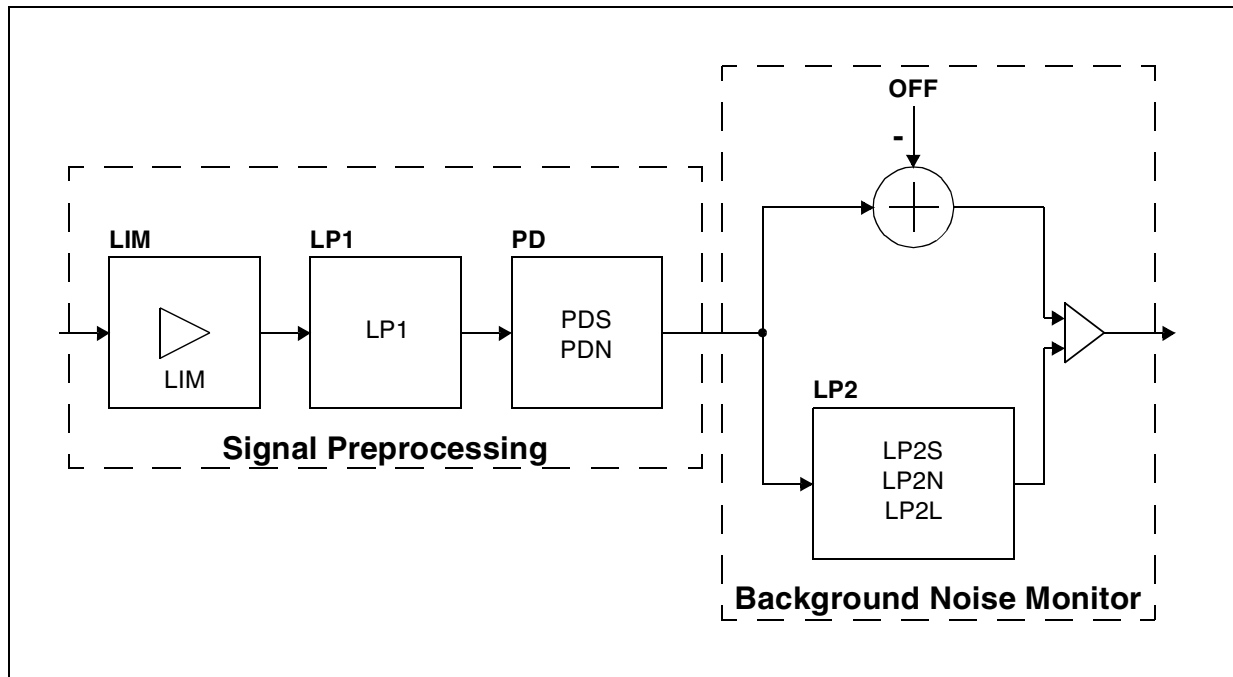 OFF
-
LIM
LP1
PD
LIM
LP1
PDS
PDN
Signal Preprocessing
LP2
LP2S
LP2N
LP2L
Background Noise Monitor